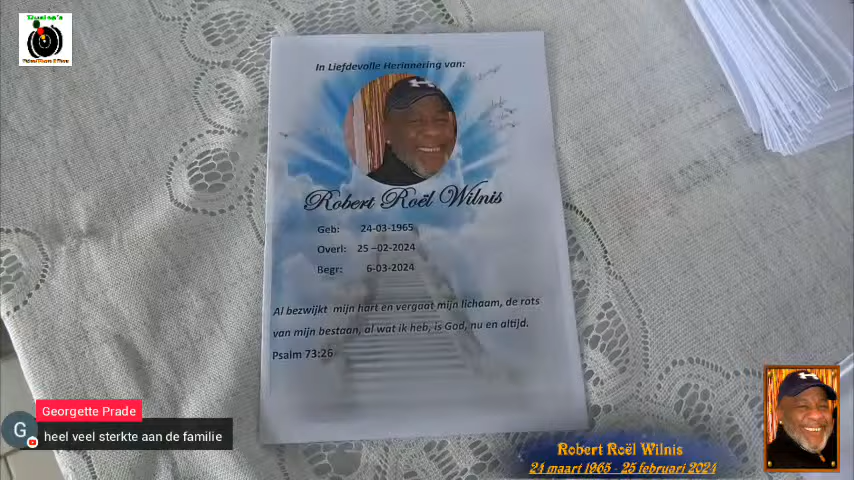 In Liefdevolle Herinnering van:
Robert Roël Wilnis
Geb: 24-03-1965
Overl: 25 –02-2024
Begr: 6-03-2024
Al bezwijkt mijn hart en vergaat mijn lichaam, de rots
van mijn bestaan, al wat ik heb, is God, nu en altijd.
Psalm 73:26
Georgette Prade
G
heel veel sterkte aan de familie
Robert Roël Wilnis
24 maart 1965 - 25 februari 2024